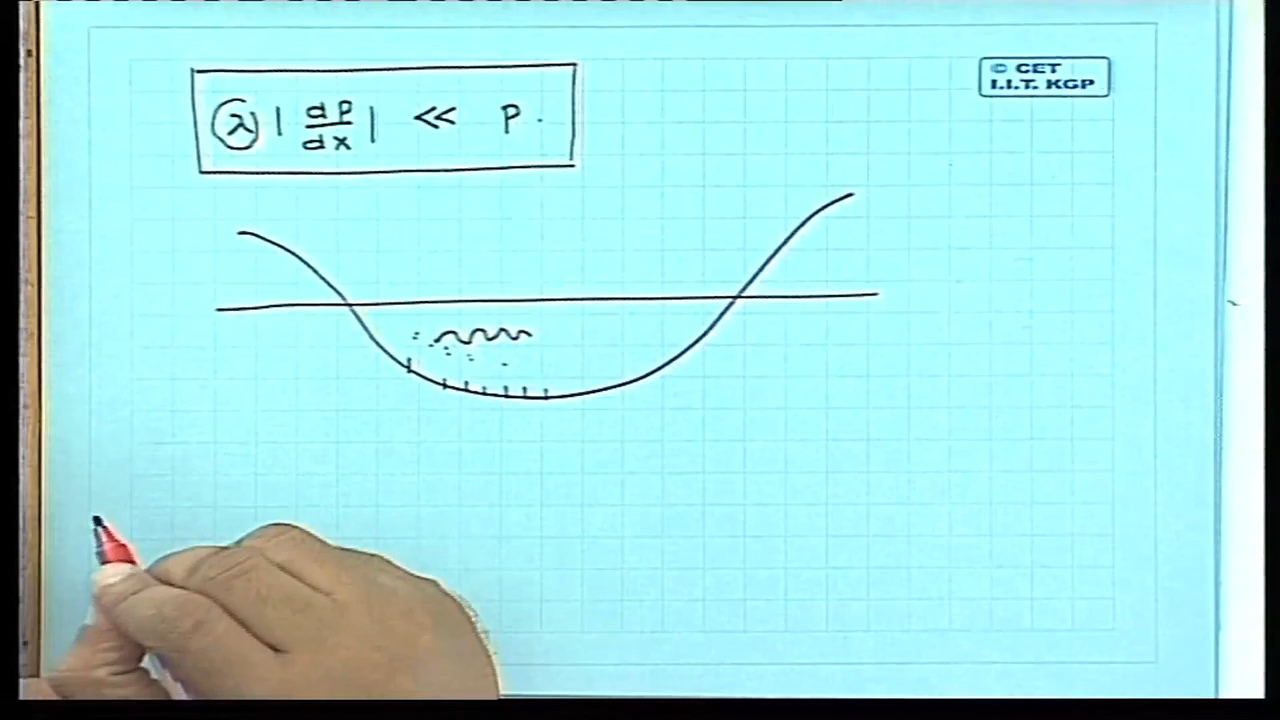 λ | dp/dx | << p.
© CET
I.I.T. KGP